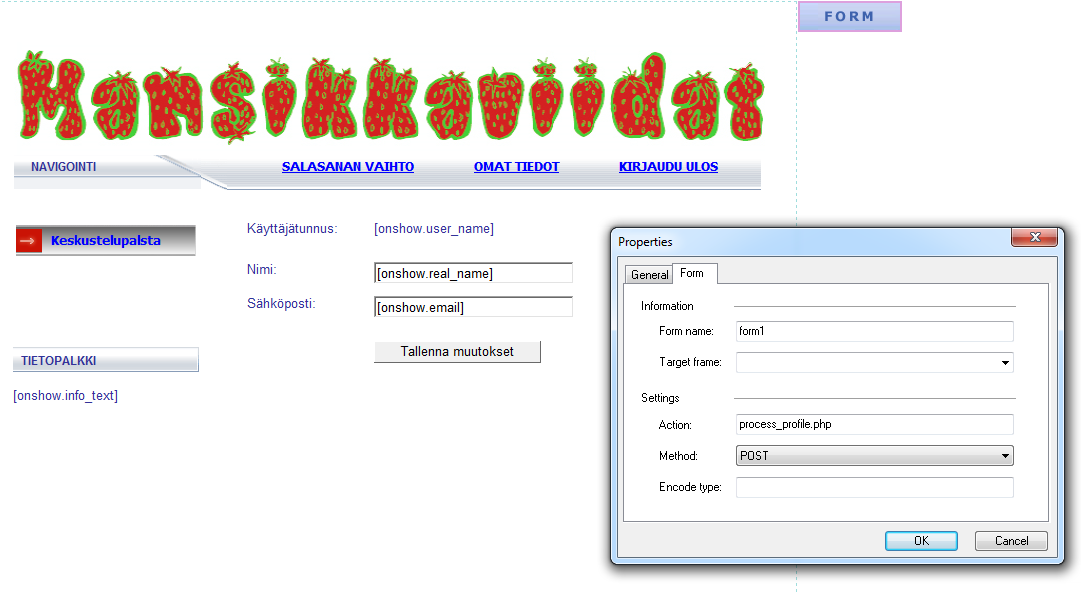 FORM
Mansikkaviidat
NAVIGOINTI
SALASANAN VAIHTO OMAT TIEDOT KIRJAUDU ULOS
Keskustelupalsta
Käyttäjätunnus: [onshow.user_name]
Nimi: [onshow.real_name]
Sähköposti: [onshow.email]
Tallenna muutokset
TIETOPALKKI
[onshow.info_text]
Properties
General Form
Information
Form name: form1
Target frame:
Settings
Action: process_profile.php
Method: POST
Encode type:
OK Cancel